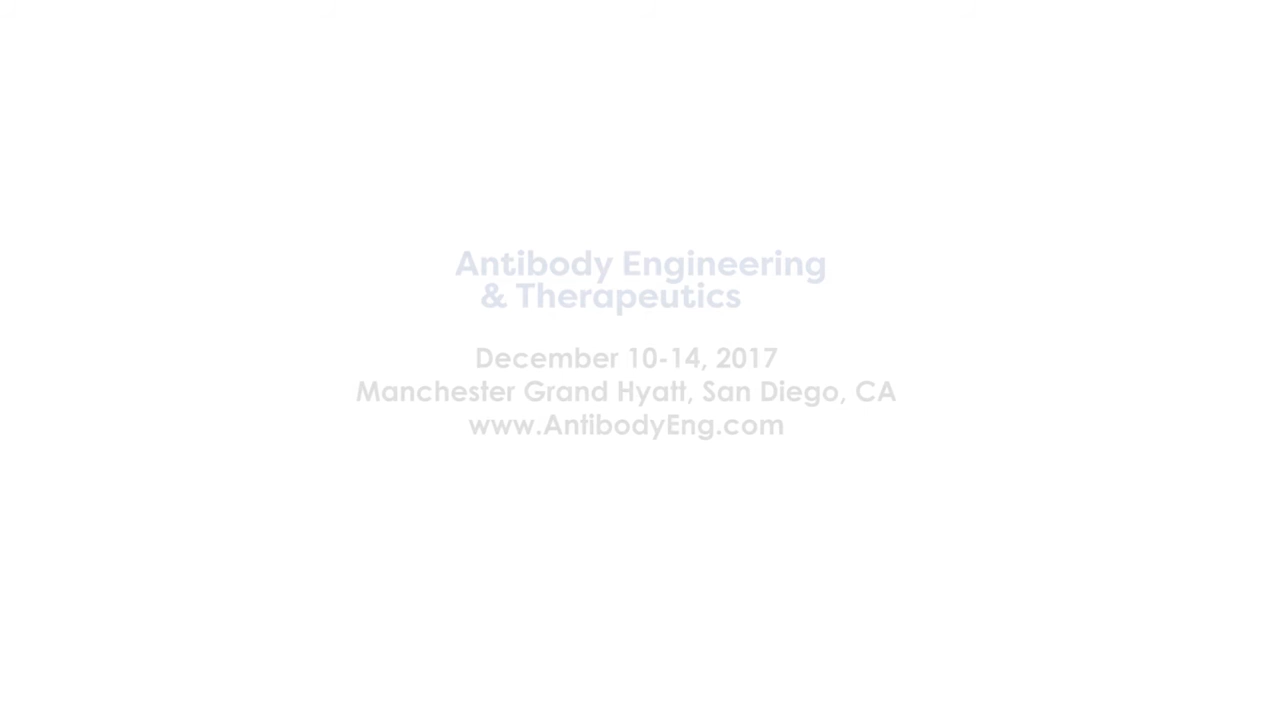 Antibody Engineering
& Therapeutics
December 10-14, 2017
Manchester Grand Hyatt, San Diego, CA
www.AntibodyEng.com